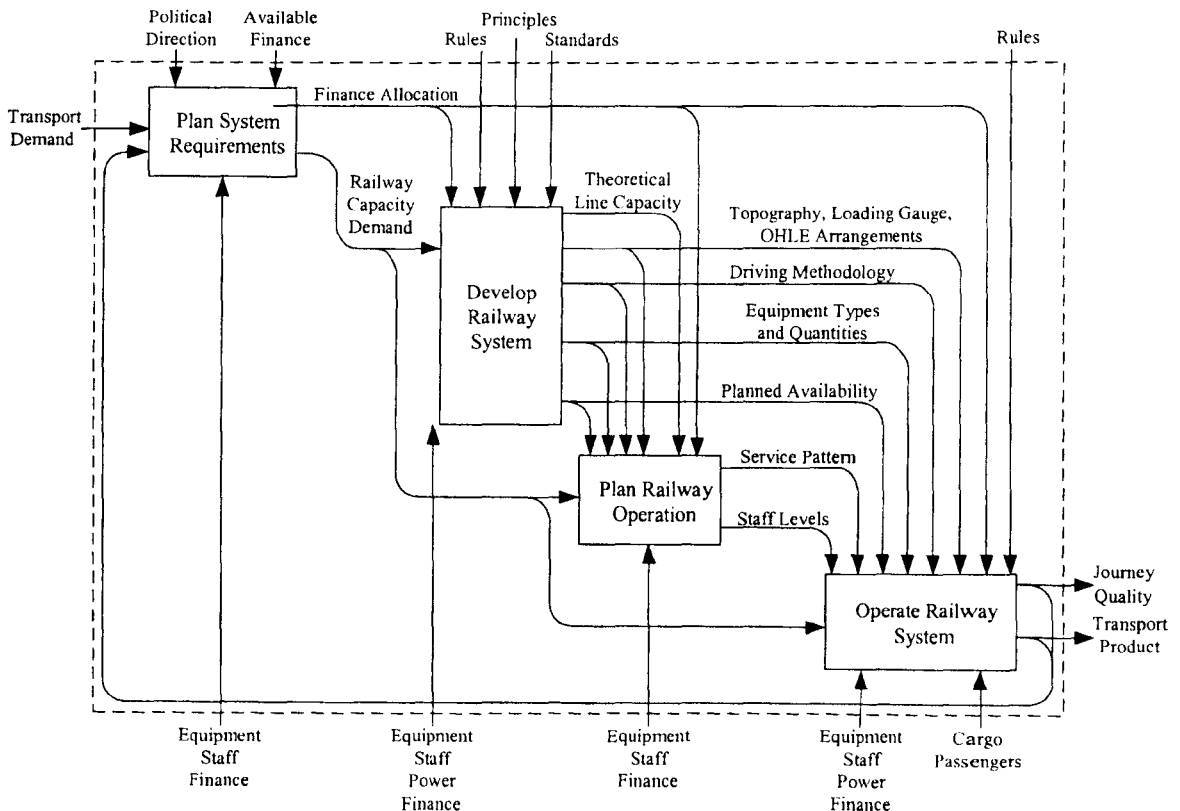 Political
Direction
Available
Finance
Principles
Rules
Standards
Rules
Transport
Demand
Plan System
Requirements
Finance Allocation
Railway
Capacity
Demand
Theoretical
Line Capacity
Topography, Loading Gauge,
OHLE Arrangements
Driving Methodology
Develop
Railway
System
Equipment Types
and Quantities
Planned Availability
Service Pattern
Plan Railway
Operation
Staff Levels
Operate Railway
System
Journey
Quality
Transport
Product
Equipment
Staff
Finance
Equipment
Staff
Power
Finance
Equipment
Staff
Finance
Equipment
Staff
Power
Finance
Cargo
Passengers